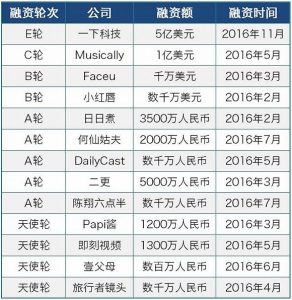 融资轮次 公司 融资额 融资时间
E轮 一下科技 5亿美元 2016年11月
C轮 Musically 1亿美元 2016年5月
B轮 Faceu 千万美元 2016年3月
B轮 小红唇 数千万美元 2016年2月
A轮 日日煮 3500万人民币 2016年2月
A轮 何仙姑夫 2000万人民币 2016年7月
A轮 DailyCast 数千万人民币 2016年5月
A轮 二更 5000万人民币 2016年3月
A轮 陈翔六点半 数千万人民币 2016年7月
天使轮 Papi酱 1200万人民币 2016年3月
天使轮 即刻视频 1300万人民币 2016年5月
天使轮 壹父母 数百万人民币 2016年6月
天使轮 旅行者镜头 数千万人民币 2016年4月